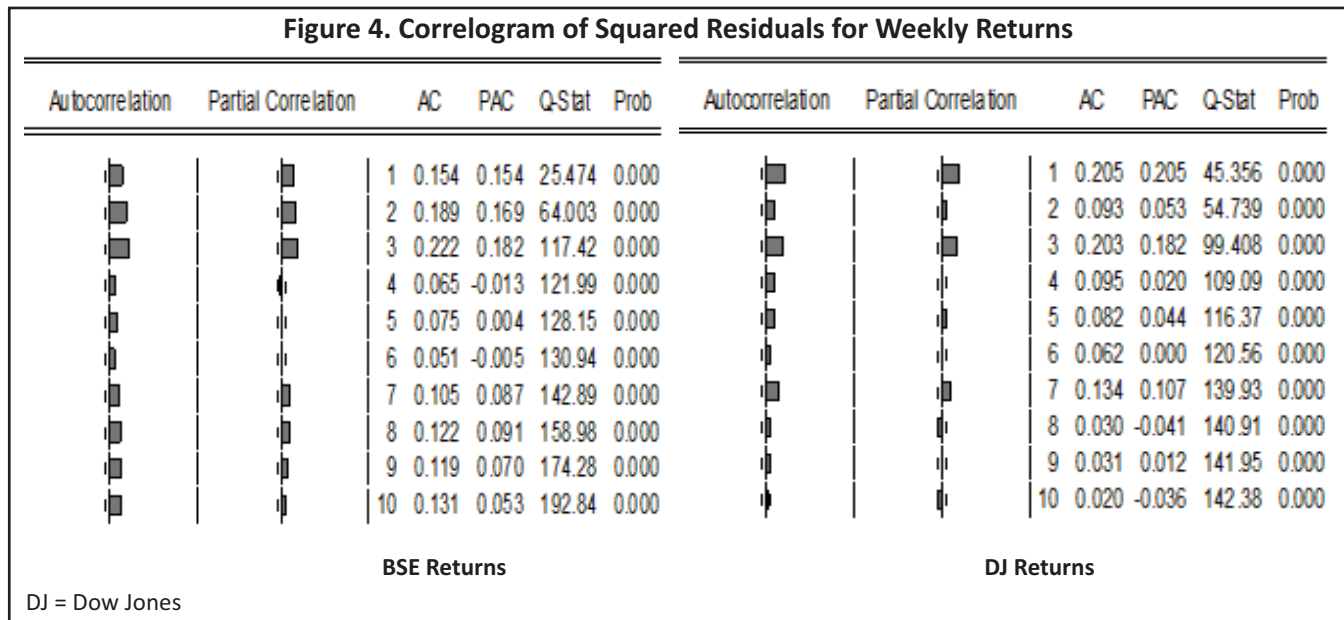 Figure 4. Correlogram of Squared Residuals for Weekly Returns
Autocorrelation Partial Correlation AC PAC Q-Stat Prob
1 0.154 0.154 25.474 0.000
2 0.189 0.169 64.003 0.000
3 0.222 0.182 117.42 0.000
4 0.065 -0.013 121.99 0.000
5 0.075 0.004 128.15 0.000
6 0.051 -0.005 130.94 0.000
7 0.105 0.087 142.89 0.000
8 0.122 0.091 158.98 0.000
9 0.119 0.070 174.28 0.000
10 0.131 0.053 192.84 0.000
BSE Returns
Autocorrelation Partial Correlation AC PAC Q-Stat Prob
1 0.205 0.205 45.356 0.000
2 0.093 0.053 54.739 0.000
3 0.203 0.182 99.408 0.000
4 0.095 0.020 109.09 0.000
5 0.082 0.044 116.37 0.000
6 0.062 0.000 120.56 0.000
7 0.134 0.107 139.93 0.000
8 0.030 -0.041 140.91 0.000
9 0.031 0.012 141.95 0.000
10 0.020 -0.036 142.38 0.000
DJ Returns
DJ = Dow Jones